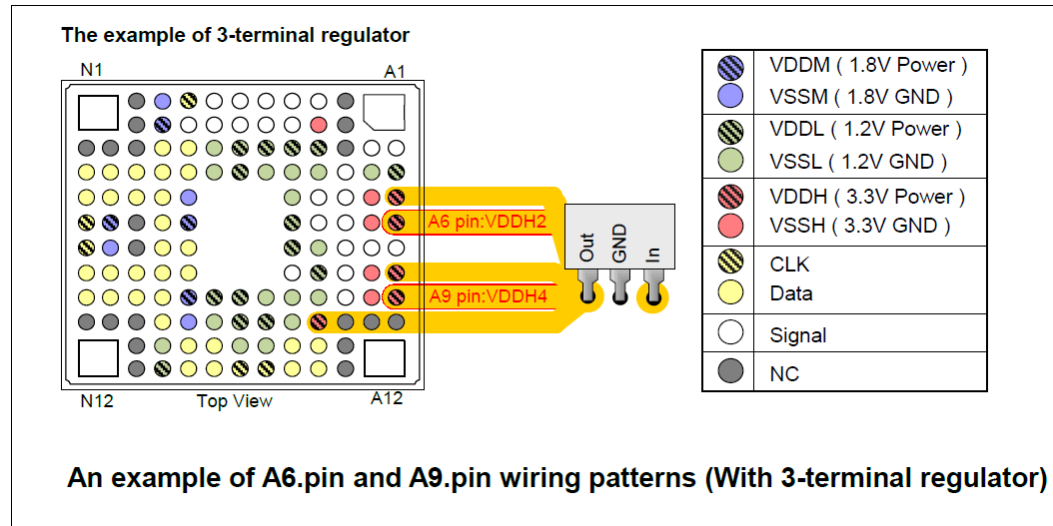 The example of 3-terminal regulator
N1
A1
A6 pin:VDDH2
A9 pin:VDDH4
Out
GND
In
N12
Top View
A12
VDDM ( 1.8V Power )
VSSM ( 1.8V GND )
VDDL ( 1.2V Power )
VSSL ( 1.2V GND )
VDDH ( 3.3V Power )
VSSH ( 3.3V GND )
CLK
Data
Signal
NC
An example of A6.pin and A9.pin wiring patterns (With 3-terminal regulator)